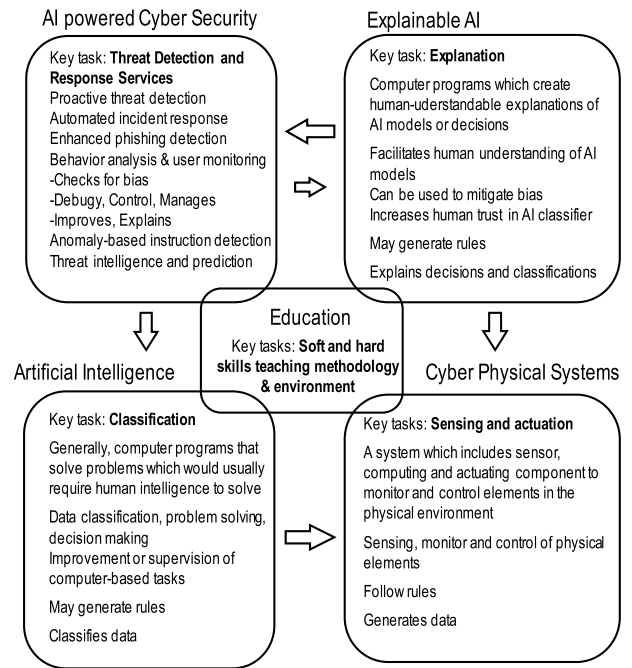 AI powered Cyber Security
Key task: Threat Detection and
Response Services
Proactive threat detection
Automated incident response
Enhanced phishing detection
Behavior analysis & user monitoring
-Checks for bias
-Debugy, Control, Manages
-Improves, Explains
Anomaly-based instruction detection
Threat intelligence and prediction
Explainable AI
Key task: Explanation
Computer programs which create
human-uderstandable explanations of
AI models or decisions
Facilitates human understanding of AI
models
Can be used to mitigate bias
Increases human trust in AI classifier
May generate rules
Explains decisions and classifications
Education
Key tasks: Soft and hard
skills teaching methodology
& environment
Artificial Intelligence
Key task: Classification
Generally, computer programs that
solve problems which would usually
require human intelligence to solve
Data classification, problem solving,
decision making
Improvement or supervision of
computer-based tasks
May generate rules
Classifies data
Cyber Physical Systems
Key tasks: Sensing and actuation
A system which includes sensor,
computing and actuating component to
monitor and control elements in the
physical environment
Sensing, monitor and control of physical
elements
Follow rules
Generates data